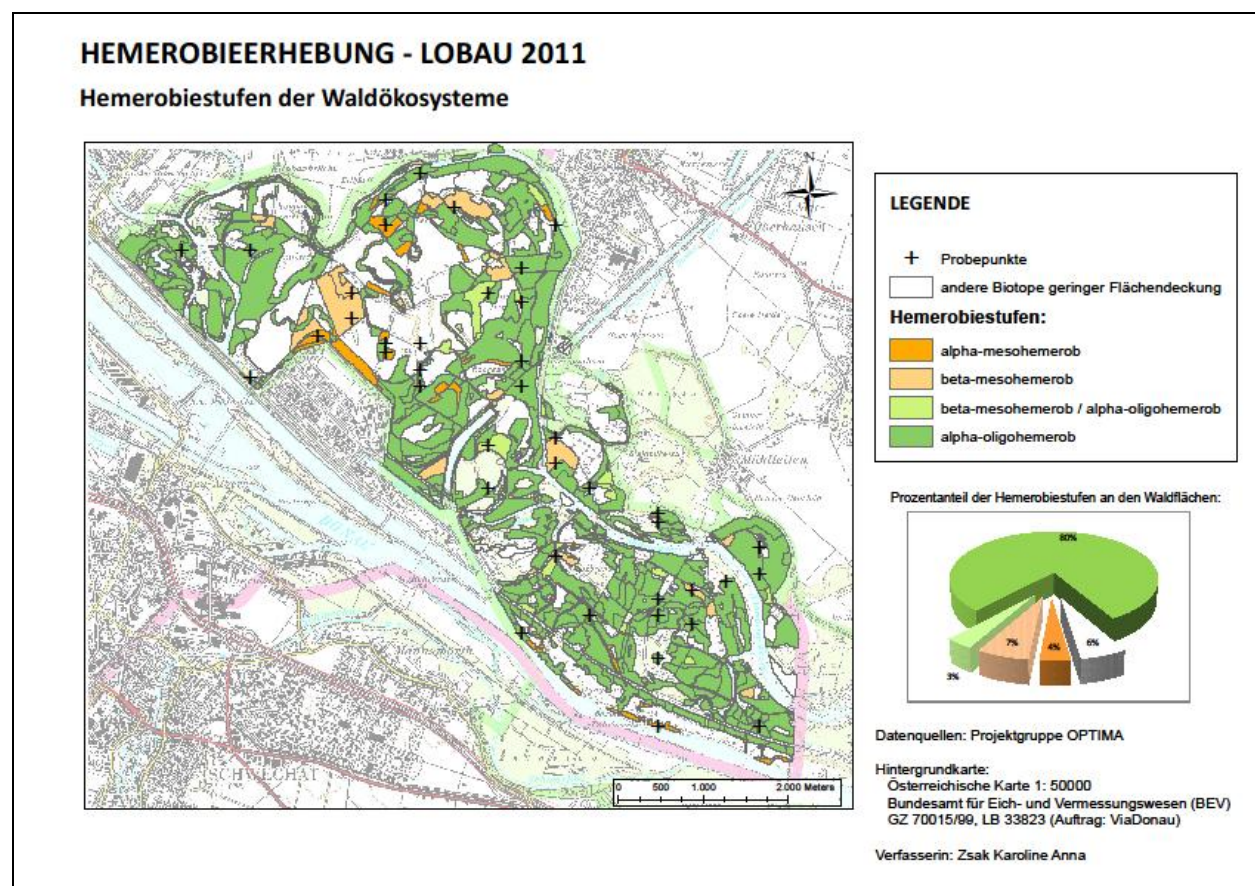 HEMEROBIEERHEBUNG - LOBAU 2011
Hemerobiestufen der Waldökosysteme
N
SCHWECHAT
0 500 1.000 2.000 Meters
LEGENDE
Probepunkte
andere Biotope geringer Flächendeckung
Hemerobiestufen:
alpha-mesohemerob
beta-mesohemerob
beta-mesohemerob / alpha-oligohemerob
alpha-oligohemerob
Prozentanteil der Hemerobiestufen an den Waldflächen:
80%
7%
4%
6%
3%
Datenquellen: Projektgruppe OPTIMA
Hintergrundkarte:
Österreichische Karte 1: 50000
Bundesamt für Eich- und Vermessungswesen (BEV)
GZ 70015/99, LB 33823 (Auftrag: ViaDonau)
Verfasserin: Zsak Karoline Anna